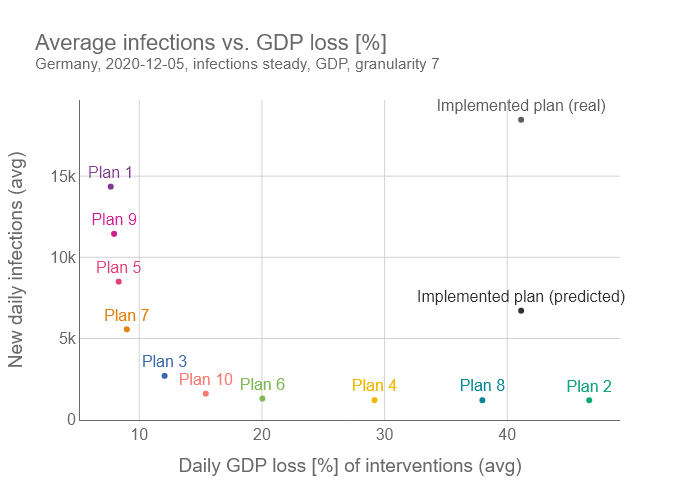 Average infections vs. GDP loss [%]
Germany, 2020-12-05, infections steady, GDP, granularity 7
Implemented plan (real)
Plan 1
15k
Plan 9
10k
Plan 5
Implemented plan (predicted)
Plan 7
5k
Plan 3
Plan 10
Plan 6
Plan 4
Plan 8
Plan 2
0
10
20
30
40
New daily infections (avg)
Daily GDP loss [%] of interventions (avg)